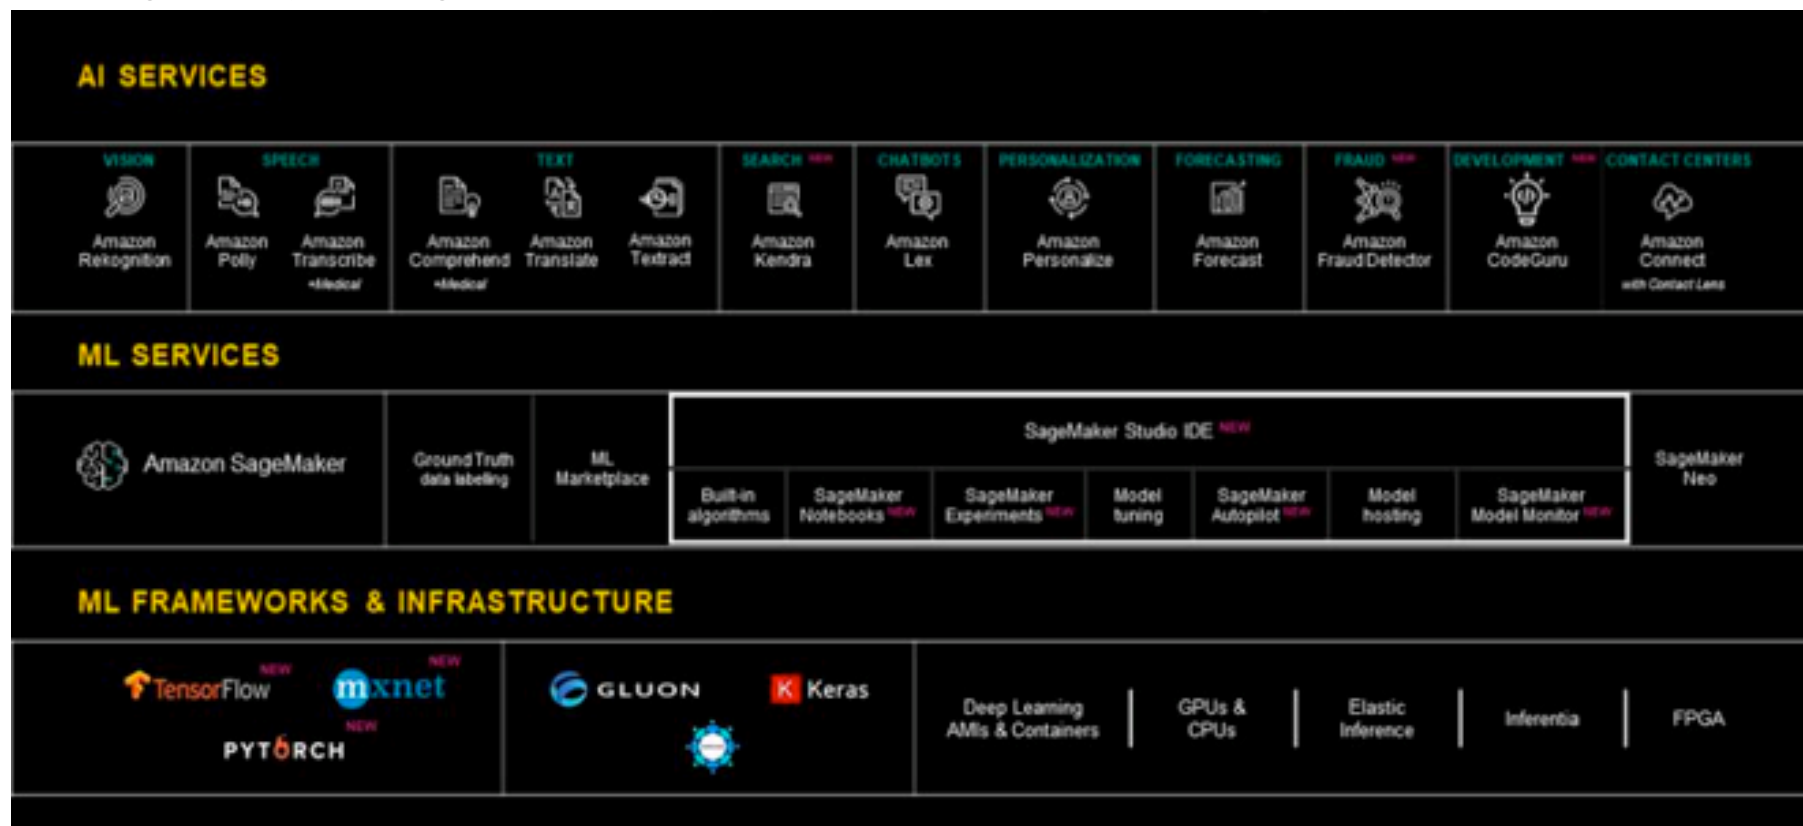 AI SERVICES
VISION
Amazon
Rekognition
SPEECH
Amazon
Polly
Amazon
Transcribe
+Medical
TEXT
Amazon
Comprehend
+Medical
Amazon
Translate
Amazon
Textract
SEARCH NEW
Amazon
Kendra
CHATBOTS
Amazon
Lex
PERSONALIZATION
Amazon
Personalize
FORECASTING
Amazon
Forecast
FRAUD NEW
Amazon
Fraud Detector
DEVELOPMENT NEW
Amazon
CodeGuru
CONTACT CENTERS
Amazon
Connect
with Contact Lens
ML SERVICES
Amazon SageMaker
Ground Truth
data labelling
ML
Marketplace
SageMaker Studio IDE NEW
Built-in
algorithms
SageMaker
Notebooks NEW
SageMaker
Experiments NEW
Model
tuning
SageMaker
Autopilot NEW
Model
hosting
SageMaker
Model Monitor NEW
SageMaker
Neo
ML FRAMEWORKS & INFRASTRUCTURE
TensorFlow NEW
mxnet NEW
PYTORCH NEW
GLUON
K Keras
Deep Learning
AMIs & Containers
GPUs &
CPUs
Elastic
Inference
Inferentia
FPGA